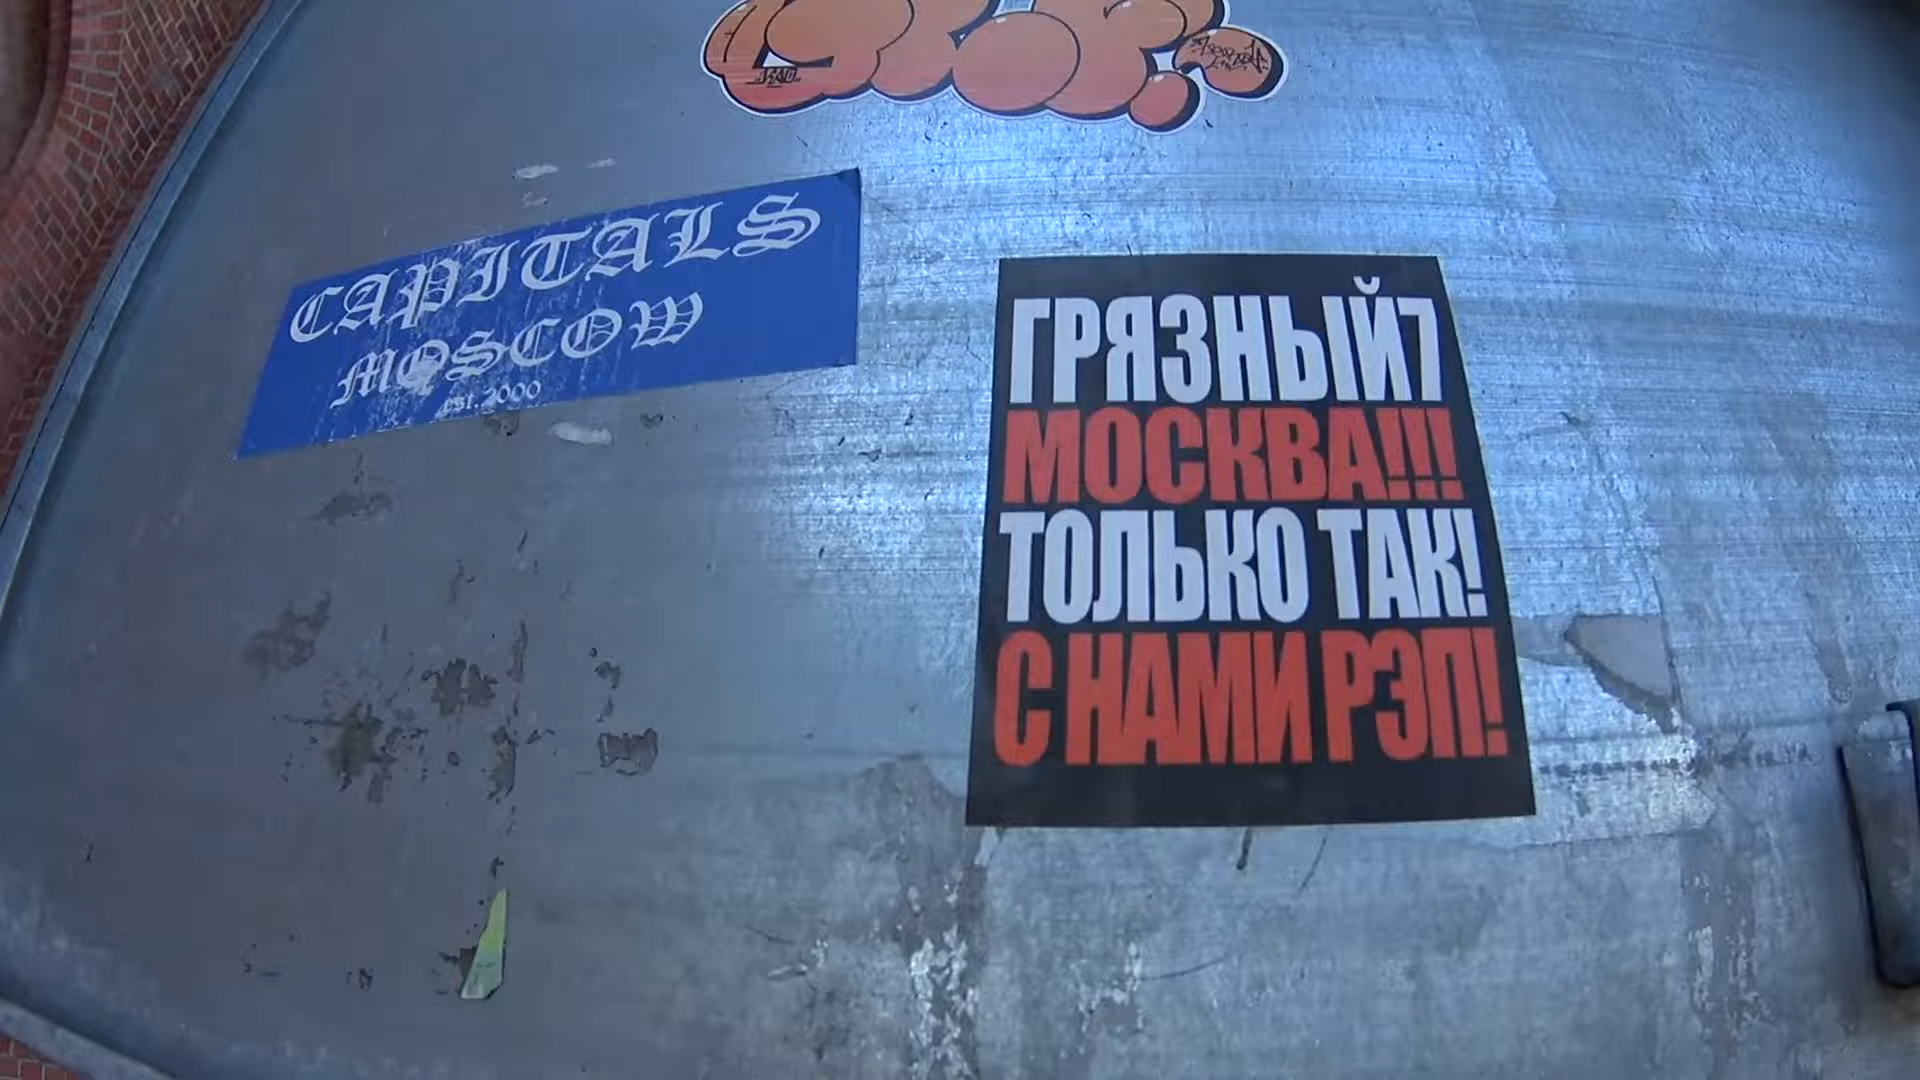 CAPITALS
MOSCOW
est. 2000
ГРЯЗНЫЙ7
МОСКВА!!!
ТОЛЬКО ТАК!
С НАМИ РЭП!